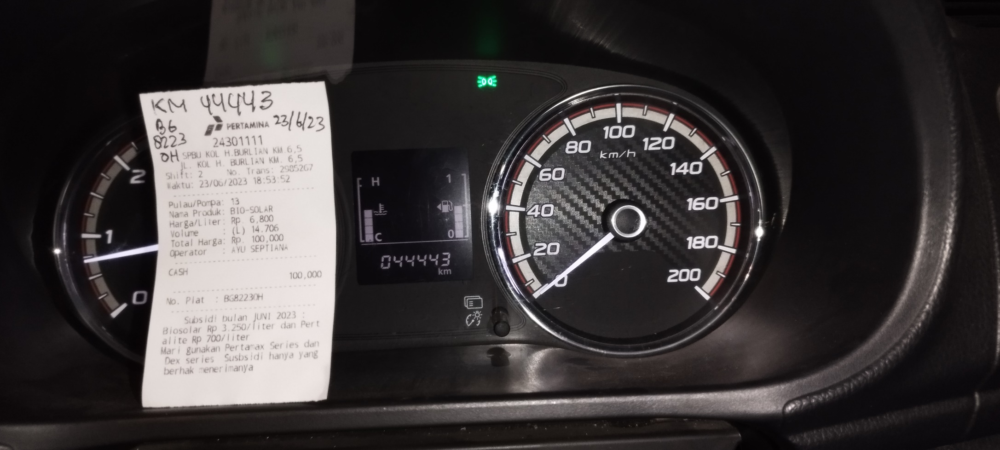 KM 44443
BG PERTAMINA 23/6/23
8223 24301111
OH SPBU KOL H.BURLIAN KM.6,5
JL. KOL H. BURLIAN KM. 6,5
Shift: 2 No. Trans: 2985267
Waktu: 23/06/2023 18:53:52
Pulau/Pompa: 13
Nama Produk: BIO-SOLAR
Harga/Liter: Rp. 6,800
Volume : (L) 14.706
Total Harga: Rp. 100,000
Operator : AYU SEPTIANA
CASH
100,000
No. Plat : BG8223OH
Subsidi bulan JUNI 2023 :
Biosolar Rp 3.250/liter dan Pert
alite Rp 700/liter
Mari gunakan Pertamax Series dan
Dex series Susbsidi hanya yang
berhak menerimanya
2
1
0
H 1
C 0
044443
km
0
20
40
60
80
100
120
140
160
180
200
km/h